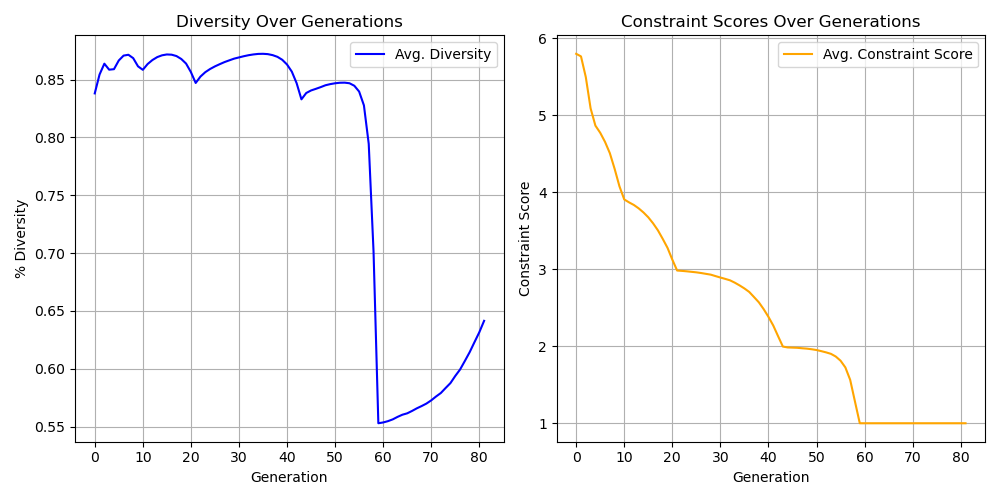 Diversity Over Generations
Avg. Diversity
% Diversity
0.85
0.80
0.75
0.70
0.65
0.60
0.55
0 10 20 30 40 50 60 70 80
Generation
Constraint Scores Over Generations
Avg. Constraint Score
Constraint Score
6
5
4
3
2
1
0 10 20 30 40 50 60 70 80
Generation